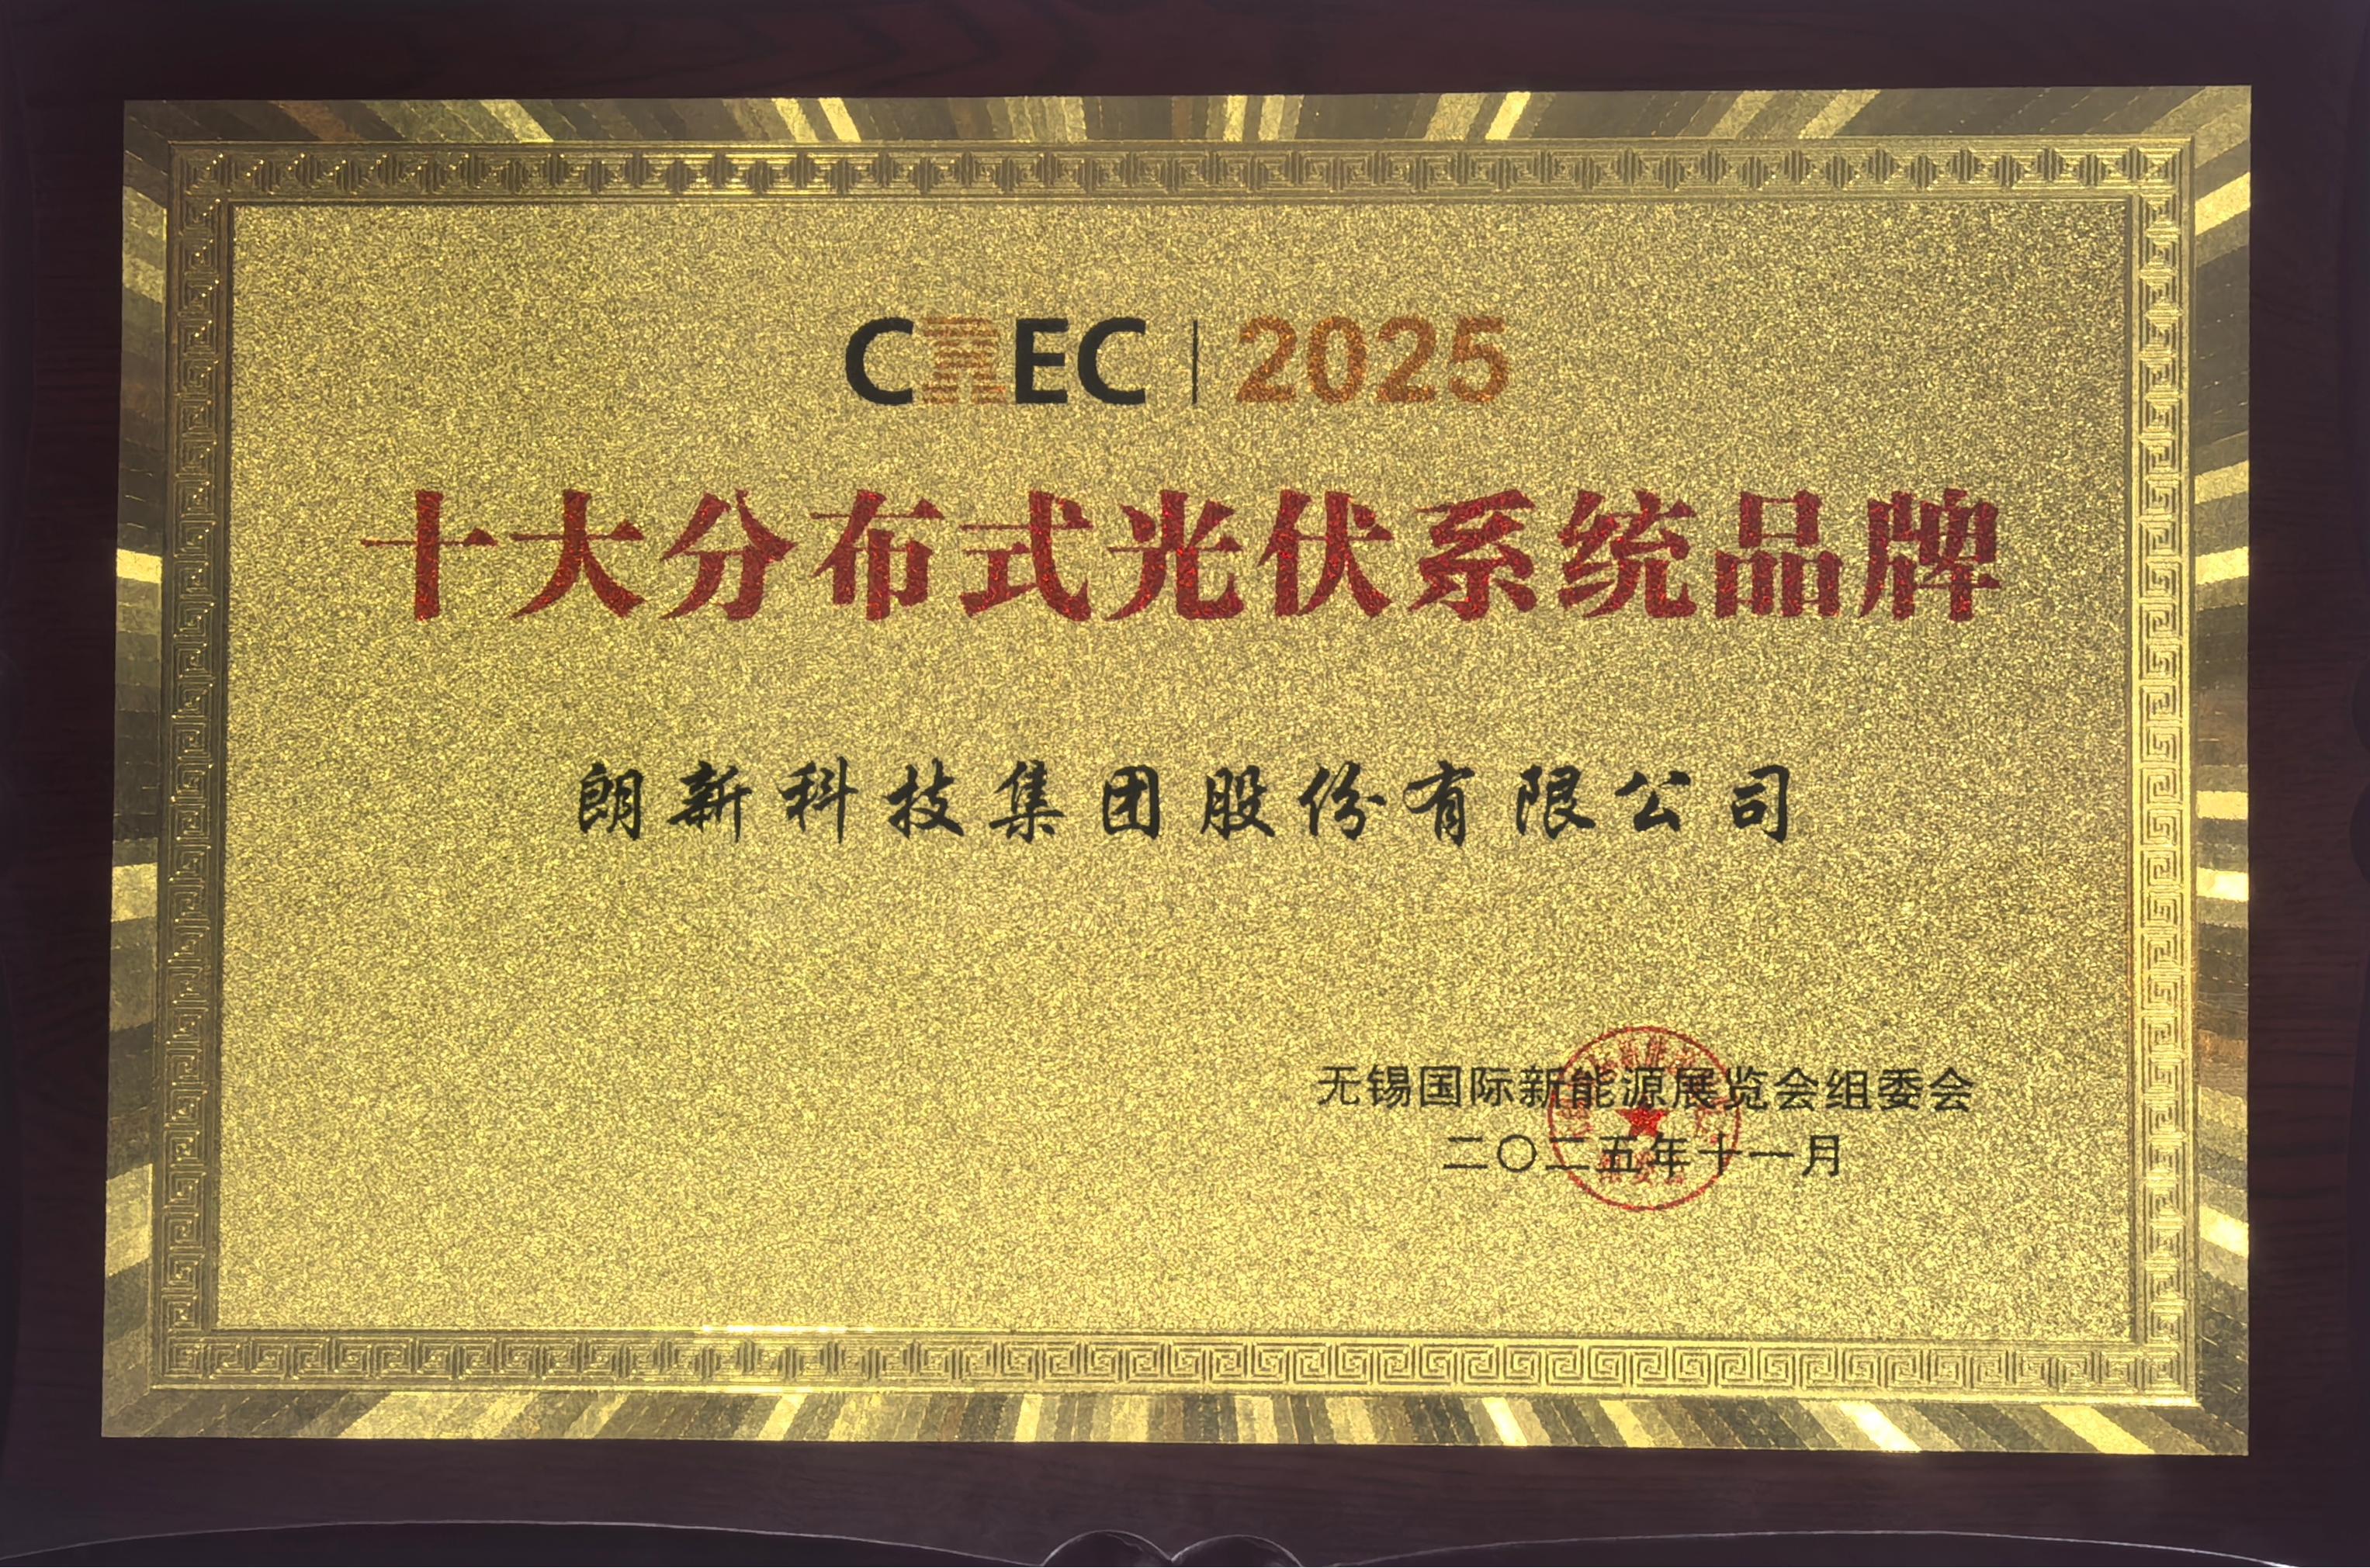 CREC | 2025
十大分布式光伏系统品牌
朗新科技集团股份有限公司
无锡国际新能源展览会组委会
二〇二五年十一月